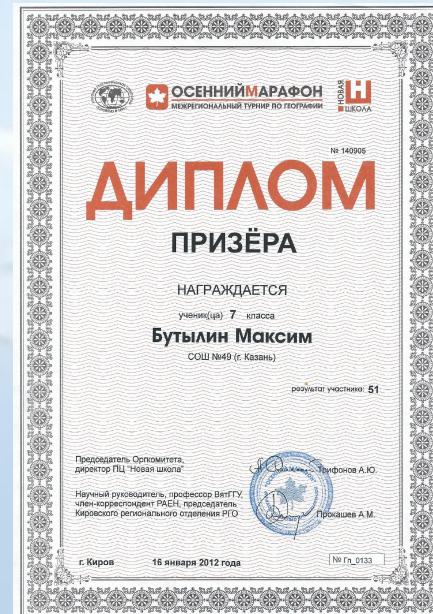 ОСЕННИЙМАРАФОН
МЕЖРЕГИОНАЛЬНЫЙ ТУРНИР ПО ГЕОГРАФИИ
НОВАЯ
Н
ШКОЛА
№ 140905
ДИПЛОМ
ПРИЗЁРА
НАГРАЖДАЕТСЯ
ученик(ца) 7 класса
Бутылин Максим
СОШ №49 (г. Казань)
результат участника: 51
Председатель Оргкомитета,
директор ПЦ "Новая школа"
Трифонов А.Ю.
Научный руководитель, профессор ВятГГУ,
член-корреспондент РАЕН, председатель
Кировского регионального отделения РГО
Прокашев А.М.
г. Киров
16 января 2012 года
№ Гл_0133